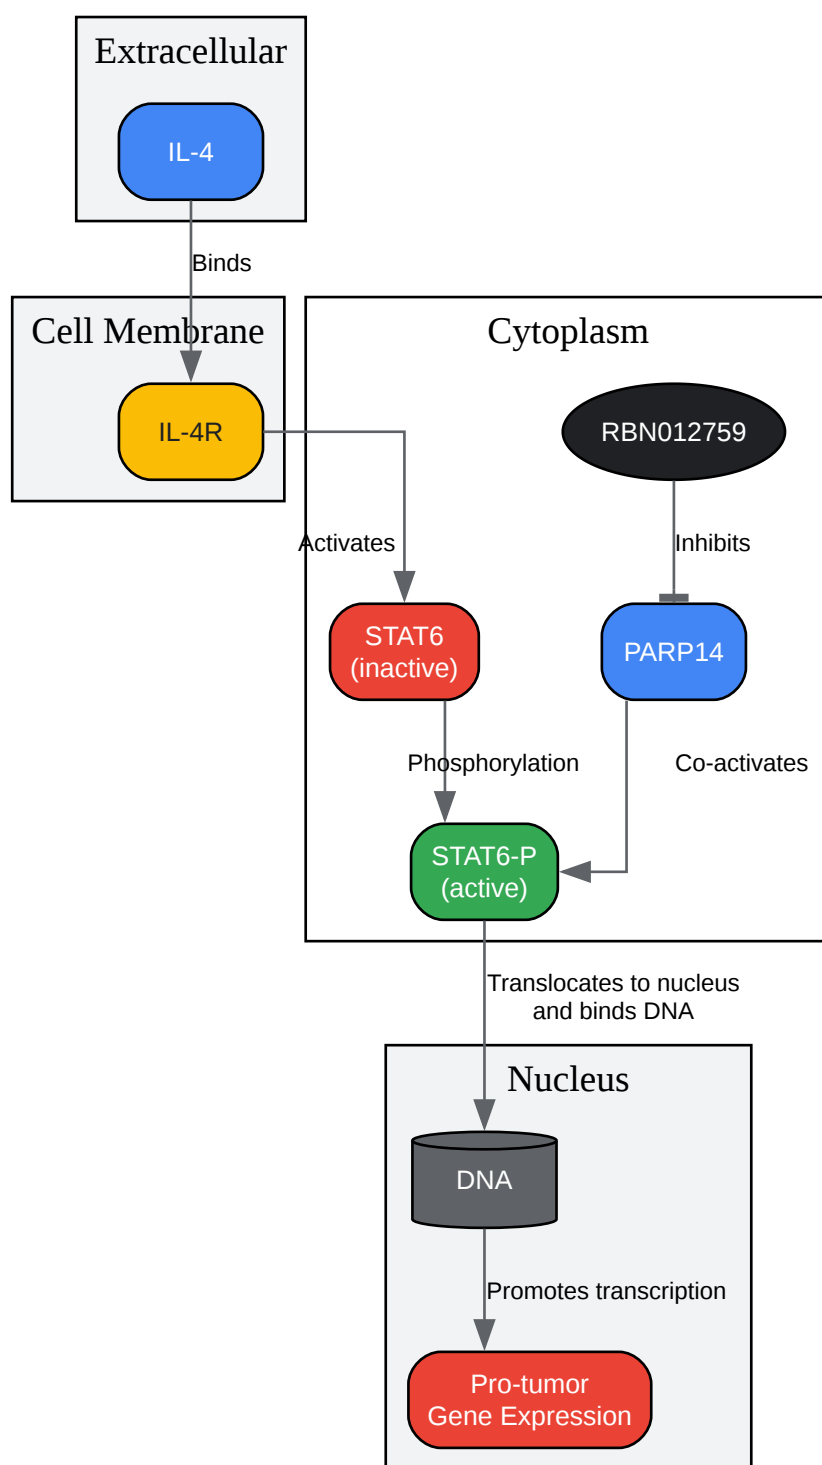 Extracellular
IL-4
Binds
Cell Membrane
IL-4R
Cytoplasm
RBN012759
Activates
Inhibits
STAT6
(inactive)
PARP14
Phosphorylation
Co-activates
STAT6-P
(active)
Translocates to nucleus
and binds DNA
Nucleus
DNA
Promotes transcription
Pro-tumor
Gene Expression